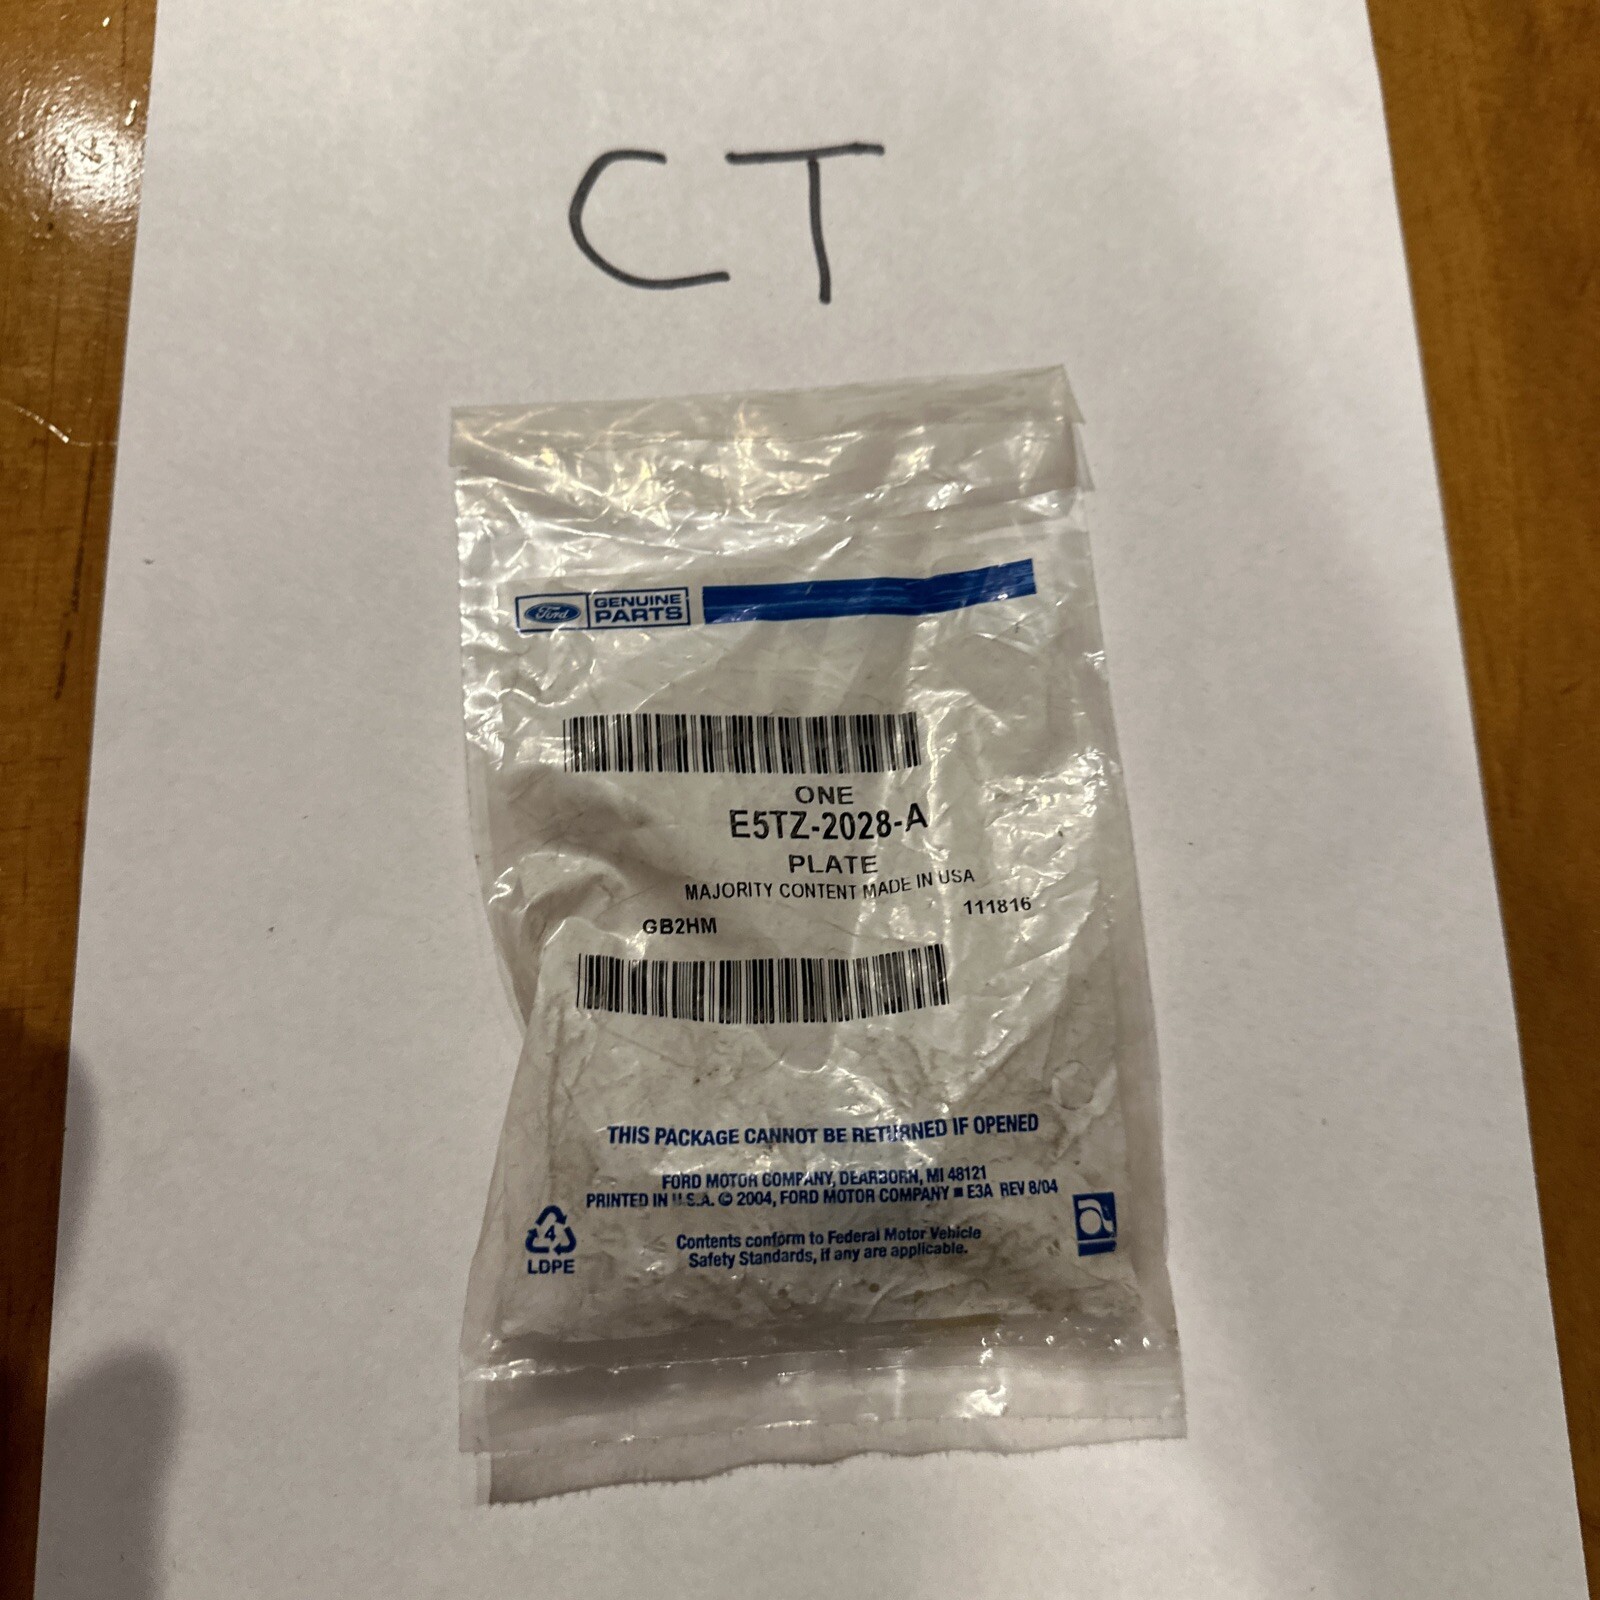 CT
Ford GENUINE
PARTS
ONE
E5TZ-2028-A
PLATE
MAJORITY CONTENT MADE IN USA
111816
GB2HM
THIS PACKAGE CANNOT BE RETURNED IF OPENED
FORD MOTOR COMPANY, DEARBORN, MI 48121
PRINTED IN U.S.A. © 2004, FORD MOTOR COMPANY ■ E3A REV 8/04
4
LDPE
Contents conform to Federal Motor Vehicle
Safety Standards, if any are applicable.